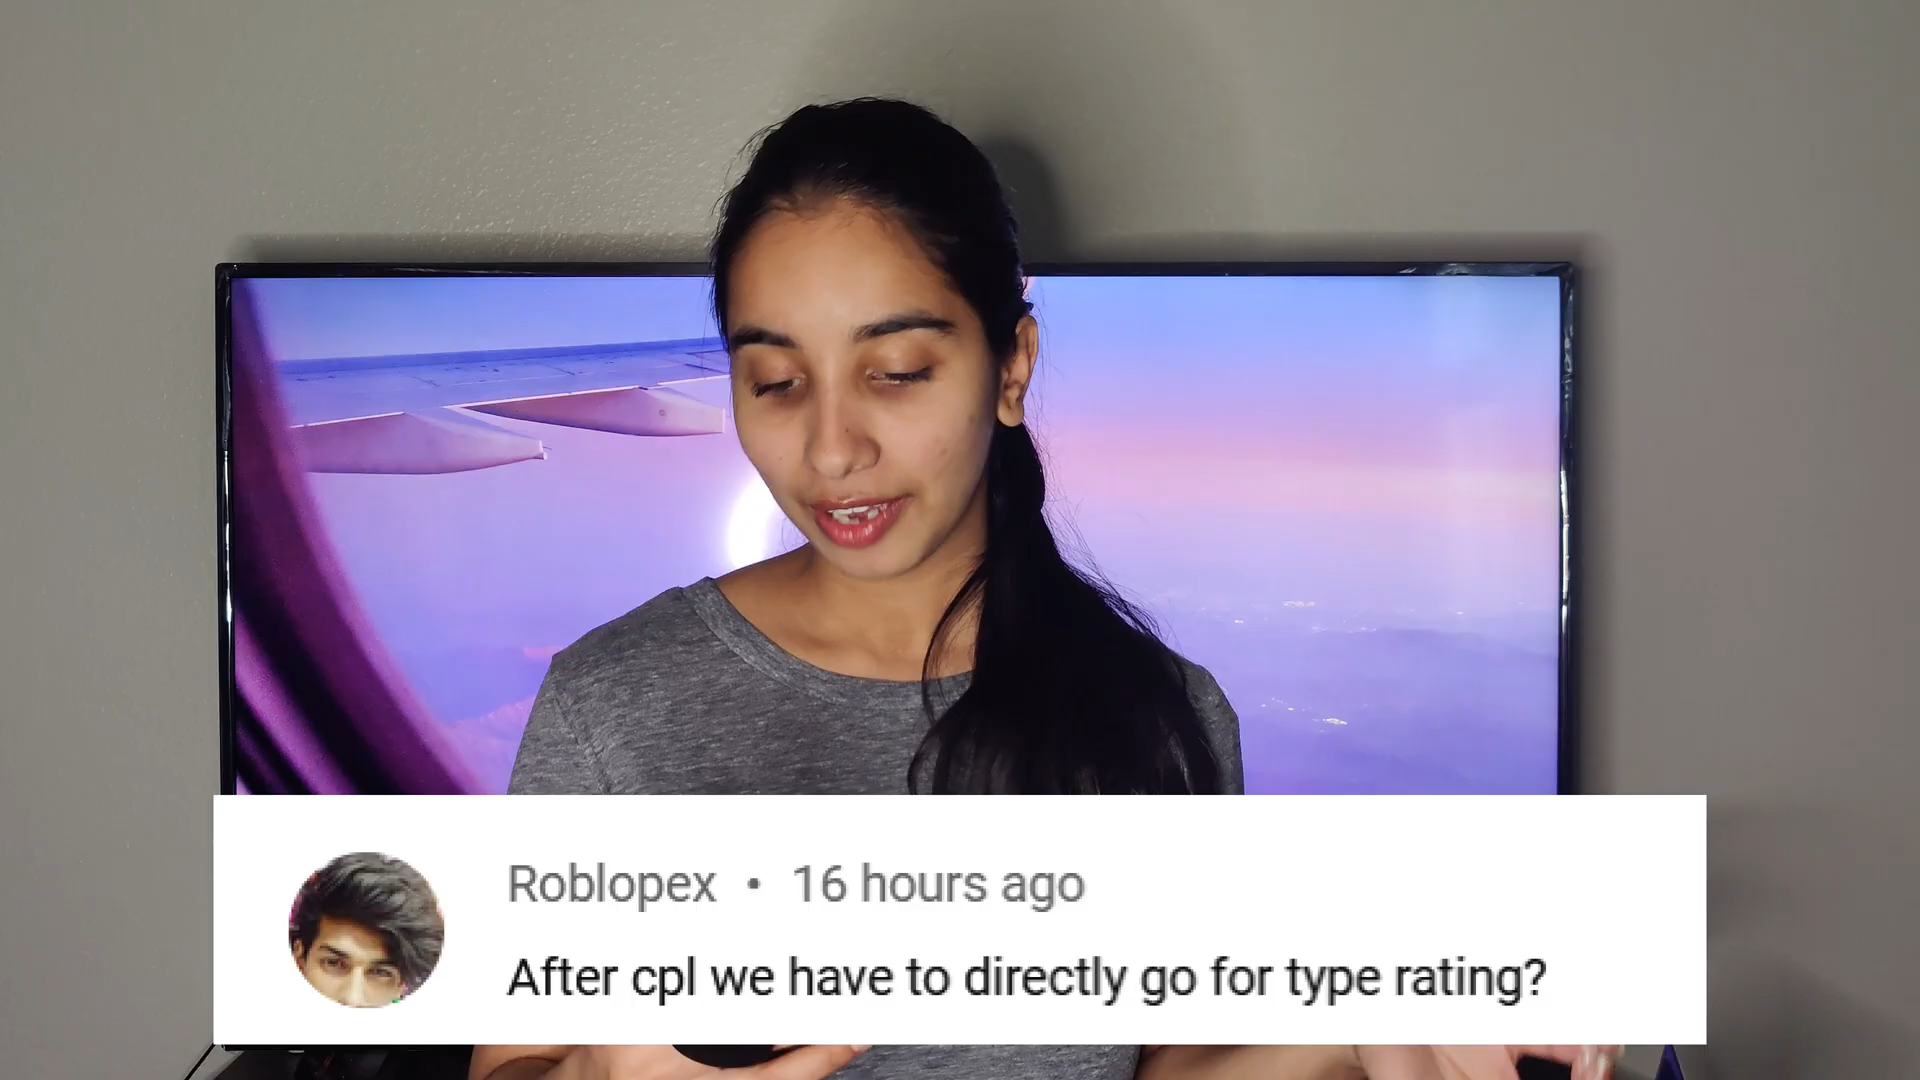 Roblopex • 16 hours ago
After cpl we have to directly go for type rating?